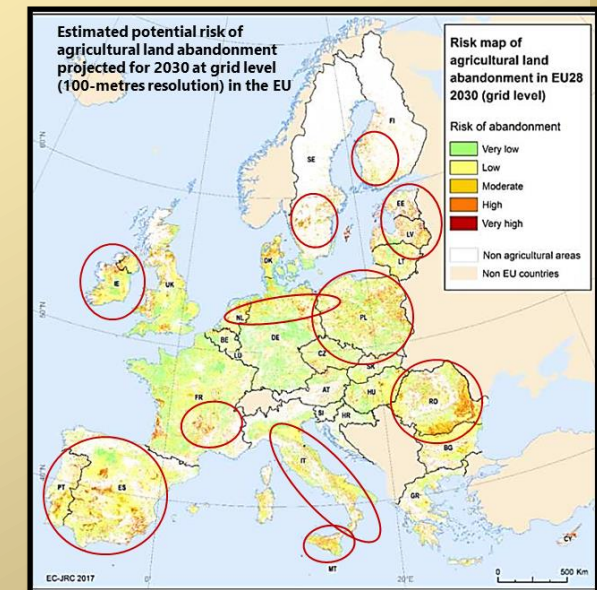 Estimated potential risk of
agricultural land abandonment
projected for 2030 at grid level
(100-metres resolution) in the EU
Risk map of
agricultural land
abandonment in EU28
2030 (grid level)
Risk of abandonment
Very low
Low
Moderate
High
Very high
Non agricultural areas
Non EU countries
FI
SE
EE
LV
LT
DK
IE
UK
NL
PL
BE
DE
LU
CZ
SK
FR
AT
HU
RO
SI
HR
IT
BG
PT
ES
GR
CY
MT
EC-JRC 2017
0°
20°E
0
500 Km